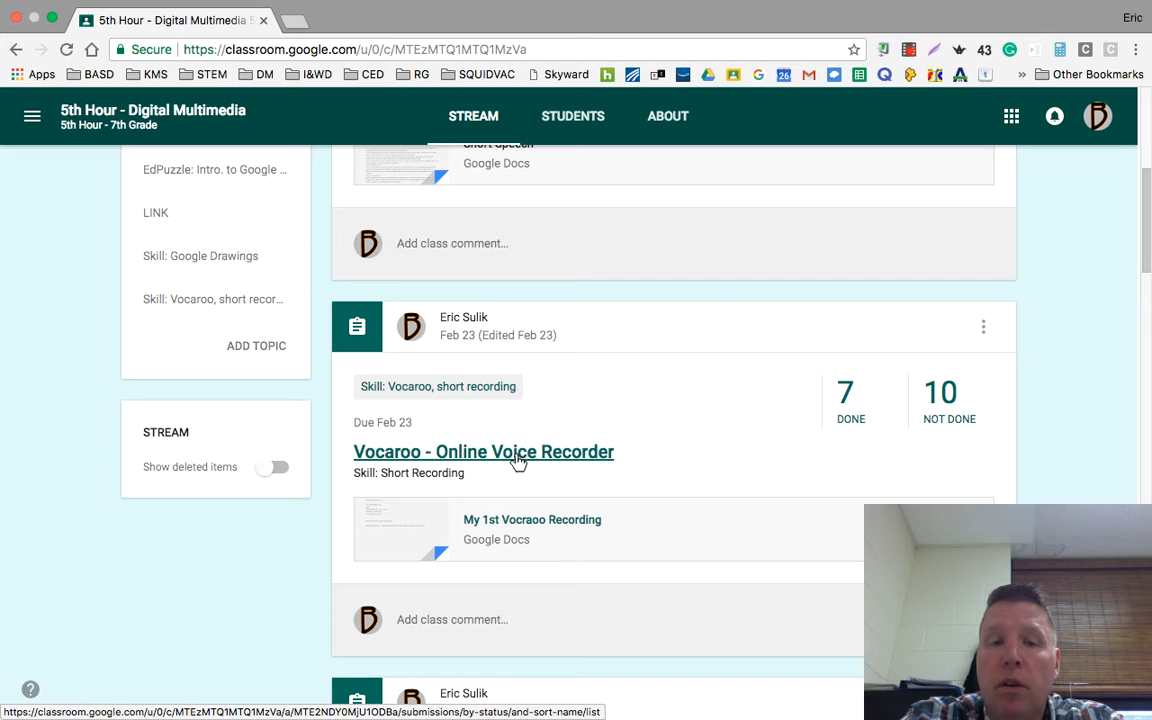 5th Hour - Digital Multimedia 5
Eric
Secure
https://classroom.google.com/u/0/c/MTEzMTQ1MTQ1MzVa
43
Apps
BASD
KMS
STEM
DM
I&WD
CED
RG
SQUIDVAC
Skyward
Other Bookmarks
5th Hour - Digital Multimedia
5th Hour - 7th Grade
STREAM
STUDENTS
ABOUT
EdPuzzle: Intro. to Google ...
LINK
Skill: Google Drawings
Skill: Vocaroo, short recor...
ADD TOPIC
STREAM
Show deleted items
Short Speech
Google Docs
Add class comment...
Eric Sulik
Feb 23 (Edited Feb 23)
Skill: Vocaroo, short recording
7
DONE
10
NOT DONE
Due Feb 23
Vocaroo - Online Voice Recorder
Skill: Short Recording
My 1st Vocraoo Recording
Google Docs
Add class comment...
Eric Sulik
https://classroom.google.com/u/0/c/MTEzMTQ1MTQ1MzVa/a/MTE2NDY0MjU1ODBa/submissions/by-status/and-sort-name/list